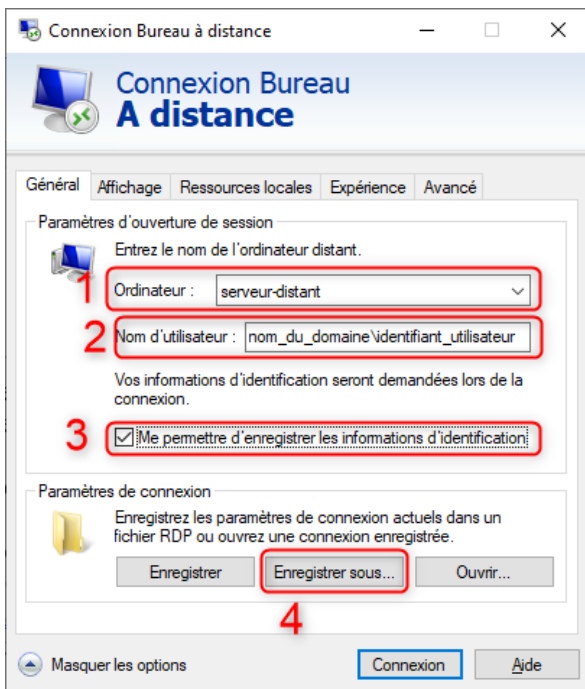 Connexion Bureau à distance
Connexion Bureau
A distance
Général Affichage Ressources locales Expérience Avancé
Paramètres d'ouverture de session
Entrez le nom de l'ordinateur distant.
1 Ordinateur : serveur-distant
2 Nom d'utilisateur : nom_du_domaine\identifiant_utilisateur
Vos informations d'identification seront demandées lors de la
connexion.
3 Me permettre d'enregistrer les informations d'identification
Paramètres de connexion
Enregistrez les paramètres de connexion actuels dans un
fichier RDP ou ouvrez une connexion enregistrée.
Enregistrer Enregistrer sous... Ouvrir...
4
Masquer les options Connexion Aide